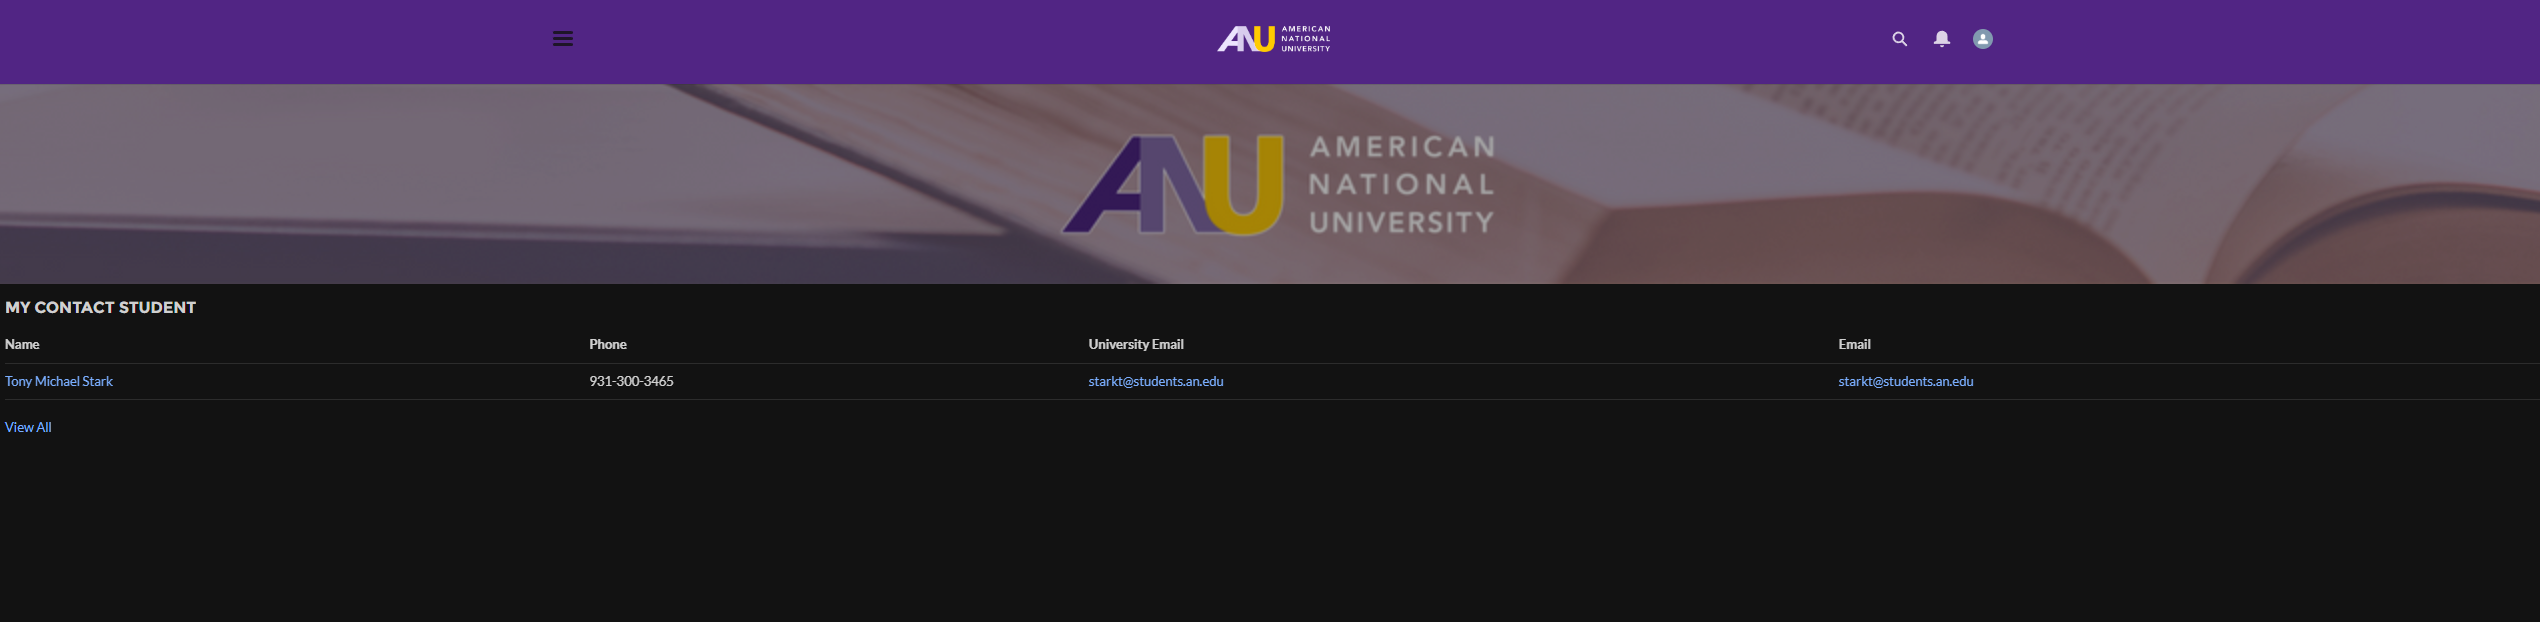 ANU AMERICAN
NATIONAL
UNIVERSITY
ANU AMERICAN
NATIONAL
UNIVERSITY
MY CONTACT STUDENT
Name Phone University Email Email
Tony Michael Stark 931-300-3465 starkt@students.an.edu starkt@students.an.edu
View All